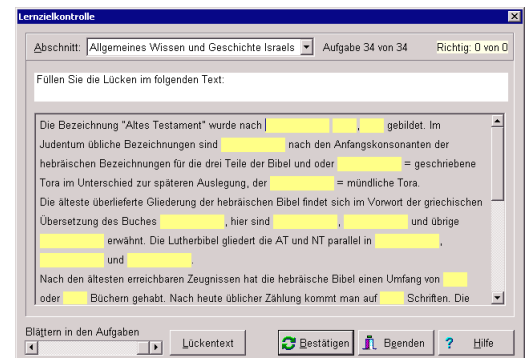 Lernzielkontrolle
Abschnitt: Allgemeines Wissen und Geschichte Israels Aufgabe 34 von 34 Richtig: 0 von 0
Füllen Sie die Lücken im folgenden Text:
Die Bezeichnung "Altes Testament" wurde nach , gebildet. Im
Judentum übliche Bezeichnungen sind nach den Anfangskonsonanten der
hebräischen Bezeichnungen für die drei Teile der Bibel und oder = geschriebene
Tora im Unterschied zur späteren Auslegung, der = mündliche Tora.
Die älteste überlieferte Gliederung der hebräischen Bibel findet sich im Vorwort der griechischen
Übersetzung des Buches , hier sind , und übrige
erwähnt. Die Lutherbibel gliedert die AT und NT parallel in ,
und .
Nach den ältesten erreichbaren Zeugnissen hat die hebräische Bibel einen Umfang von
oder Büchern gehabt. Nach heute üblicher Zählung kommt man auf Schriften. Die
Blättern in den Aufgaben
Lückentext Bestätigen Beenden ? Hilfe